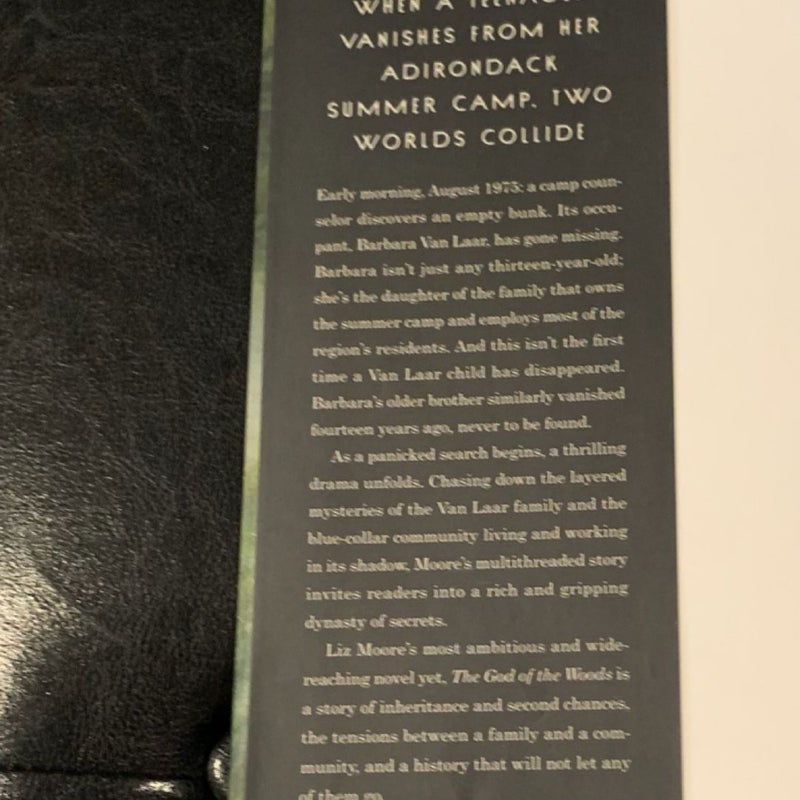 WHEN A TEENAGER
VANISHES FROM HER
ADIRONDACK
SUMMER CAMP, TWO
WORLDS COLLIDE
Early morning, August 1975: a camp coun-
selor discovers an empty bunk. Its occu-
pant, Barbara Van Laar, has gone missing.
Barbara isn't just any thirteen-year-old;
she's the daughter of the family that owns
the summer camp and employs most of the
region's residents. And this isn't the first
time a Van Laar child has disappeared.
Barbara's older brother similarly vanished
fourteen years ago, never to be found.
As a panicked search begins, a thrilling
drama unfolds. Chasing down the layered
mysteries of the Van Laar family and the
blue-collar community living and working
in its shadow, Moore's multithreaded story
invites readers into a rich and gripping
dynasty of secrets.
Liz Moore's most ambitious and wide-
reaching novel yet, The God of the Woods is
a story of inheritance and second chances,
the tensions between a family and a com-
munity, and a history that will not let any
of them go.